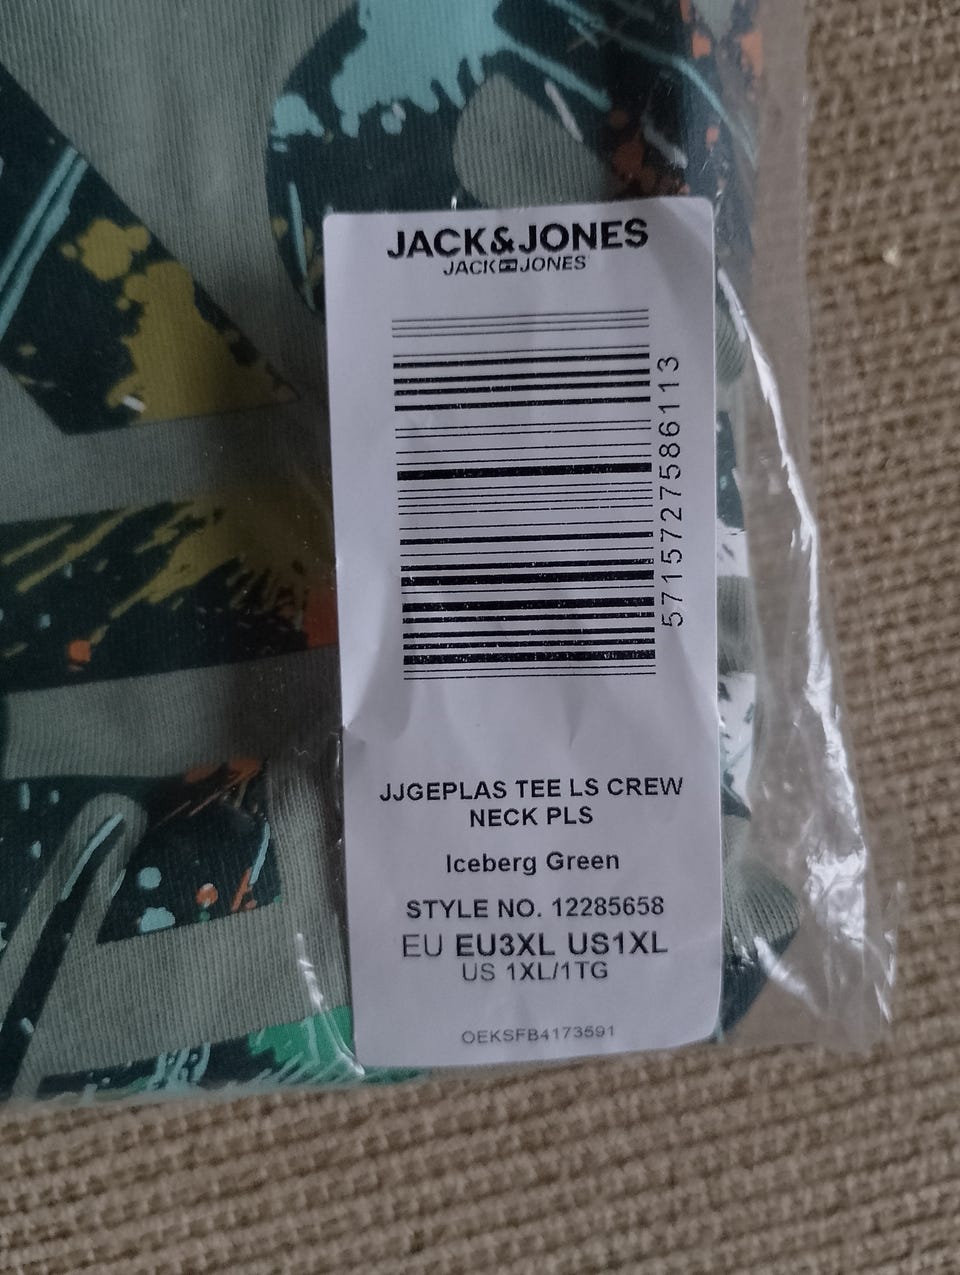 JACK&JONES
JACK JONES
5715727586113
JJGEPLAS TEE LS CREW
NECK PLS
Iceberg Green
STYLE NO. 12285658
EU EU3XL US1XL
US 1XL/1TG
OEKSFB4173591